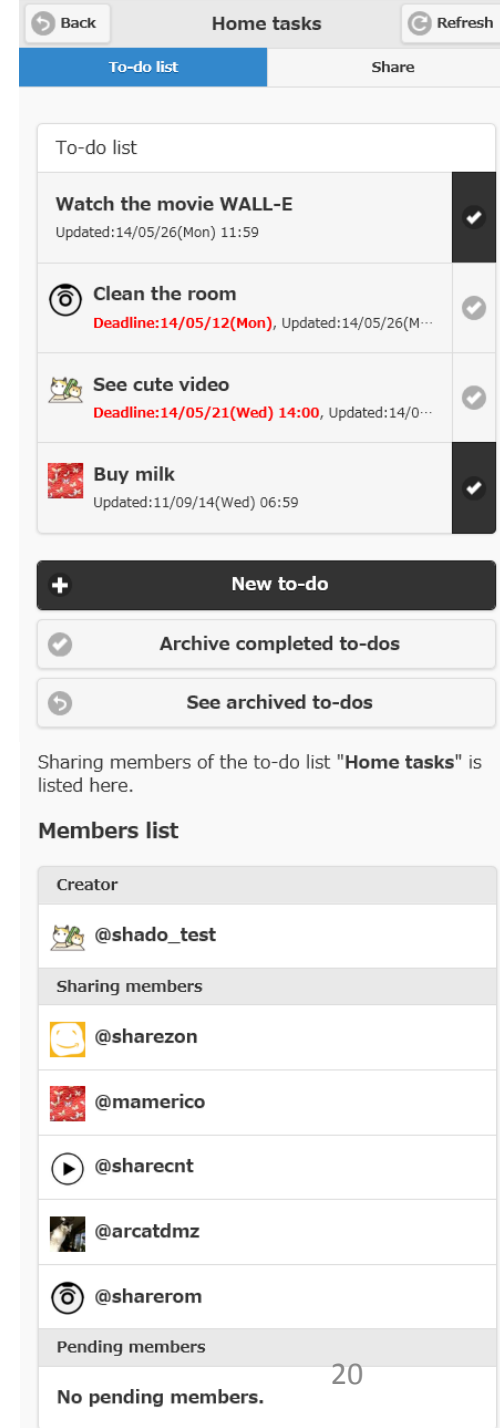 Back
Home tasks
Refresh
To-do list
Share
To-do list
Watch the movie WALL-E
Updated:14/05/26(Mon) 11:59
Clean the room
Deadline:14/05/12(Mon), Updated:14/05/26(M···
See cute video
Deadline:14/05/21(Wed) 14:00, Updated:14/0···
Buy milk
Updated:11/09/14(Wed) 06:59
New to-do
Archive completed to-dos
See archived to-dos
Sharing members of the to-do list "Home tasks" is
listed here.
Members list
Creator
@shado_test
Sharing members
@sharezon
@mamerico
@sharecnt
@arcatdmz
@sharerom
Pending members
20
No pending members.